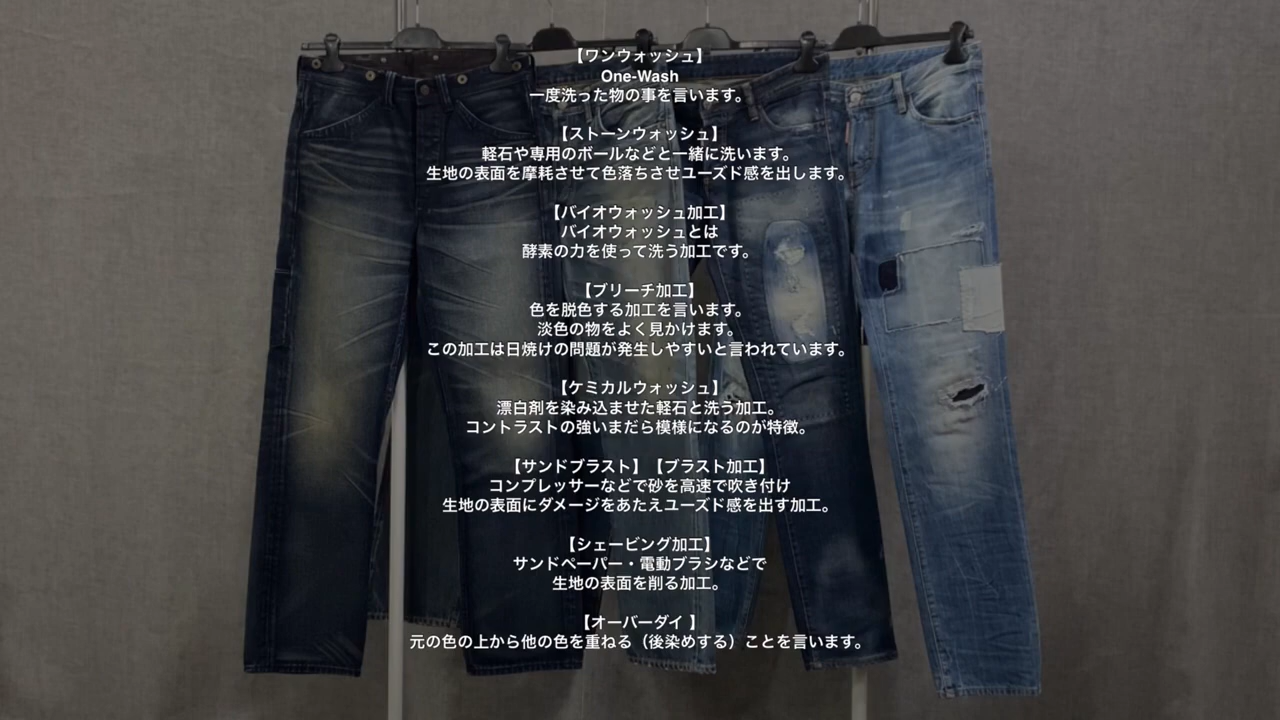 【ワンウォッシュ】
One-Wash
一度洗った物の事を言います。
【ストーンウォッシュ】
軽石や専用のボールなどと一緒に洗います。
生地の表面を摩耗させて色落ちさせユーズド感を出します。
【バイオウォッシュ加工】
バイオウォッシュとは
酵素の力を使って洗う加工です。
【ブリーチ加工】
色を脱色する加工を言います。
淡色の物をよく見かけます。
この加工は日焼けの問題が発生しやすいと言われています。
【ケミカルウォッシュ】
漂白剤を染み込ませた軽石と洗う加工。
コントラストの強いまだら模様になるのが特徴。
【サンドブラスト】【ブラスト加工】
コンプレッサーなどで砂を高速で吹き付け
生地の表面にダメージをあたえユーズド感を出す加工。
【シェービング加工】
サンドペーパー・電動ブラシなどで
生地の表面を削る加工。
【オーバーダイ 】
元の色の上から他の色を重ねる（後染めする）ことを言います。